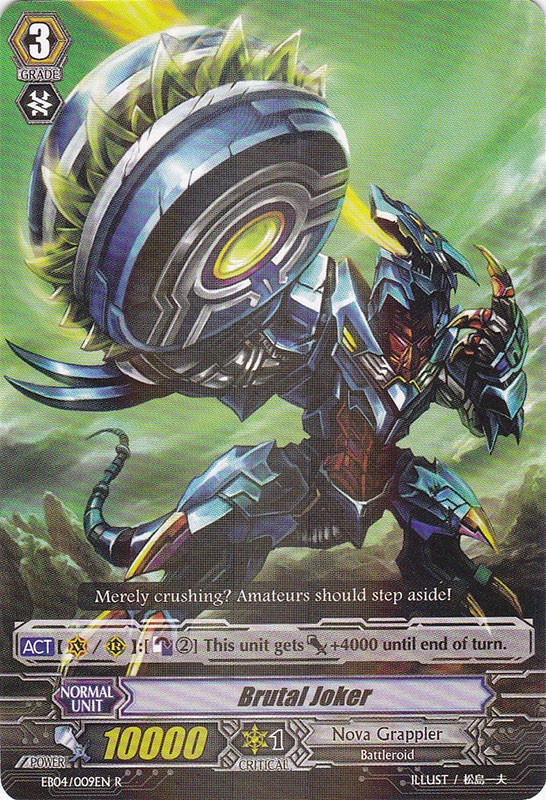 3
GRADE
Merely crushing? Amateurs should step aside!
ACT [V / R]:[②] This unit gets +4000 until end of turn.
NORMAL UNIT
Brutal Joker
POWER 10000
1 CRITICAL
Nova Grappler
Battleroid
EB04/009EN R
ILLUST / 松島一夫